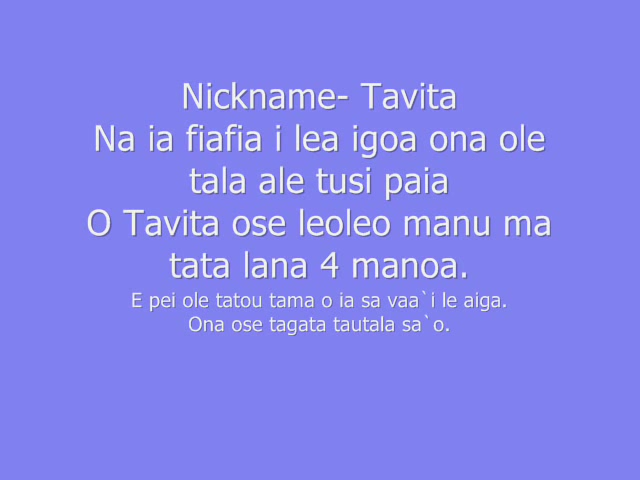 Nickname- Tavita
Na ia fiafia i lea igoa ona ole
tala ale tusi paia
O Tavita ose leoleo manu ma
tata lana 4 manoa.
E pei ole tatou tama o ia sa vaa`i le aiga.
Ona ose tagata tautala sa`o.